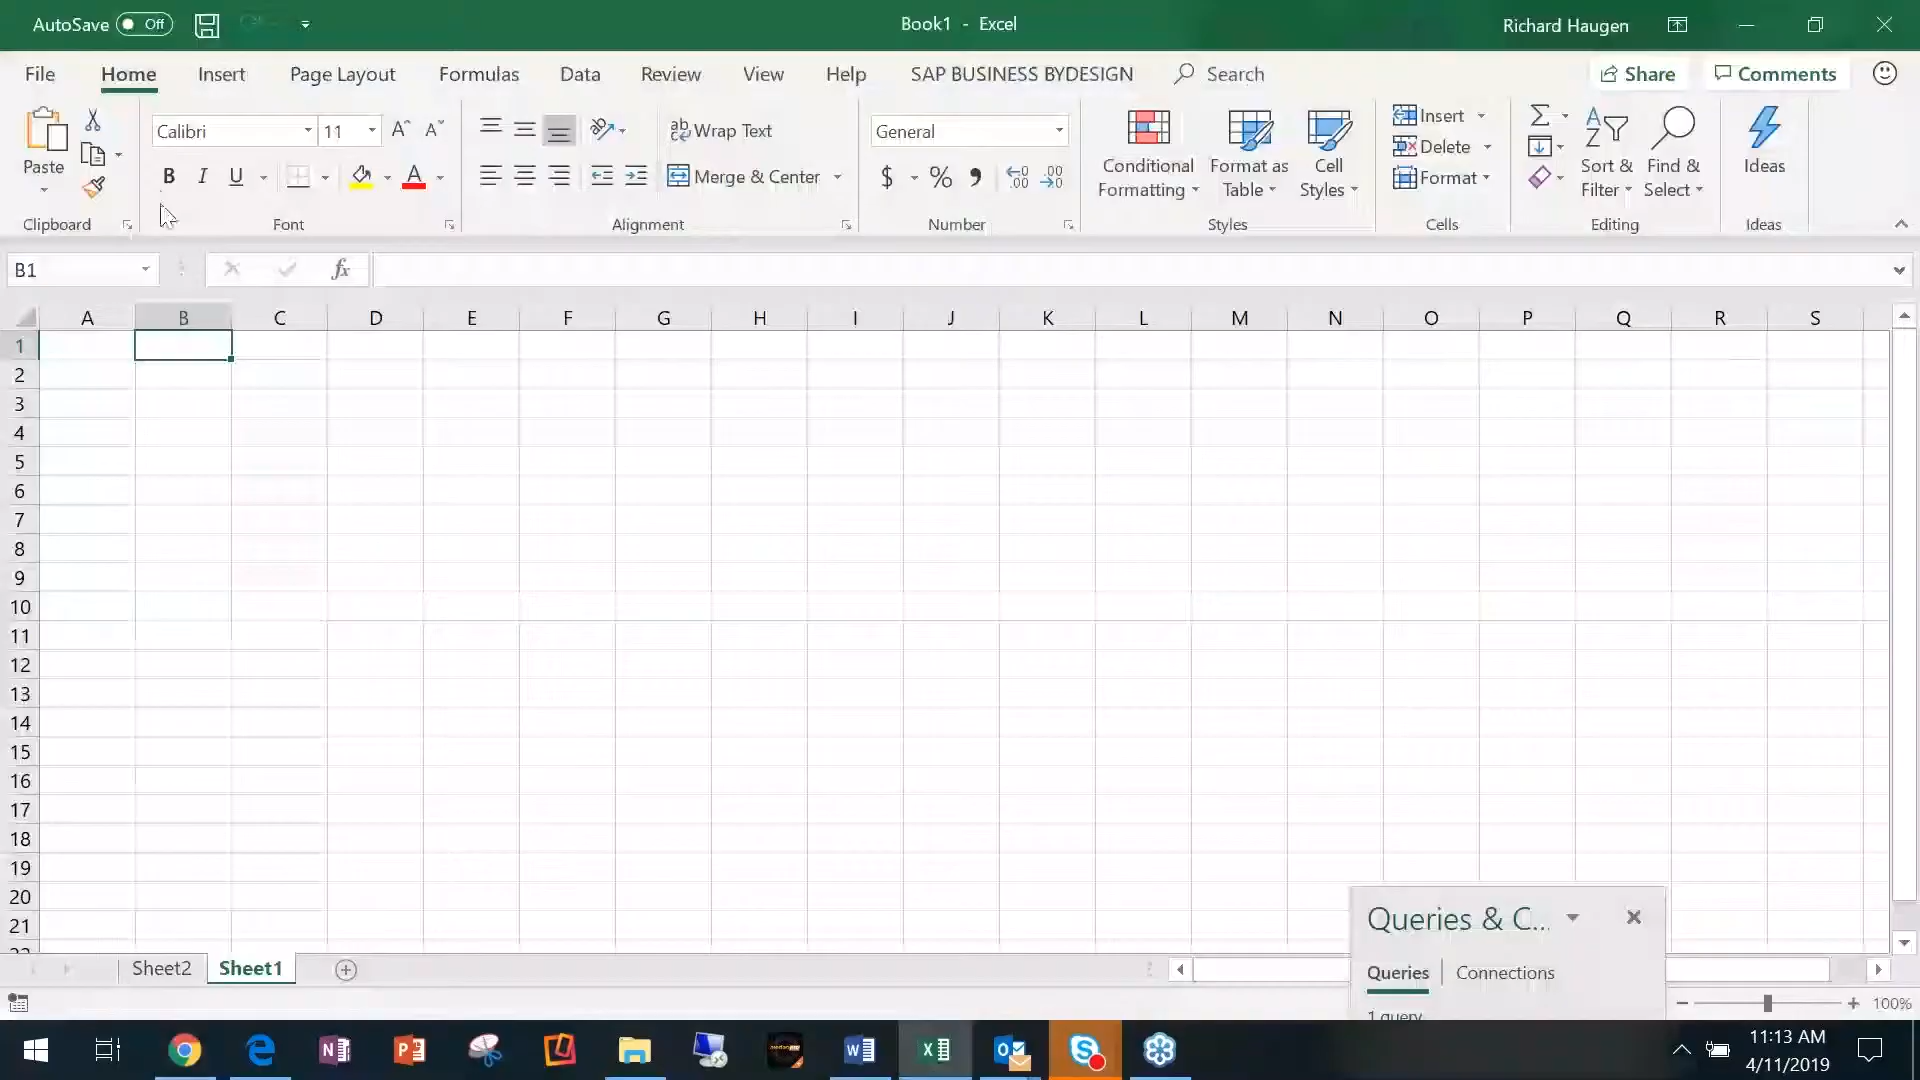 AutoSave Off Book1 - Excel Richard Haugen
File Home Insert Page Layout Formulas Data Review View Help SAP BUSINESS BYDESIGN Search Share Comments
Calibri 11 Wrap Text General Insert
Paste Conditional Format as Cell Delete Sort & Find & Ideas
B I U A Merge & Center $ % Formatting Table Styles Format Filter Select
Clipboard Font Alignment Number Styles Cells Editing Ideas
B1 fx
A B C D E F G H I J K L M N O P Q R S
1
2
3
4
5
6
7
8
9
10
11
12
13
14
15
16
17
18
19
20
21
Queries & C...
Queries Connections
1 query
Sheet2 Sheet1
100%
11:13 AM
4/11/2019